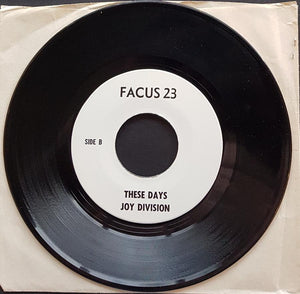 FACUS 23
SIDE B
THESE DAYS
JOY DIVISION